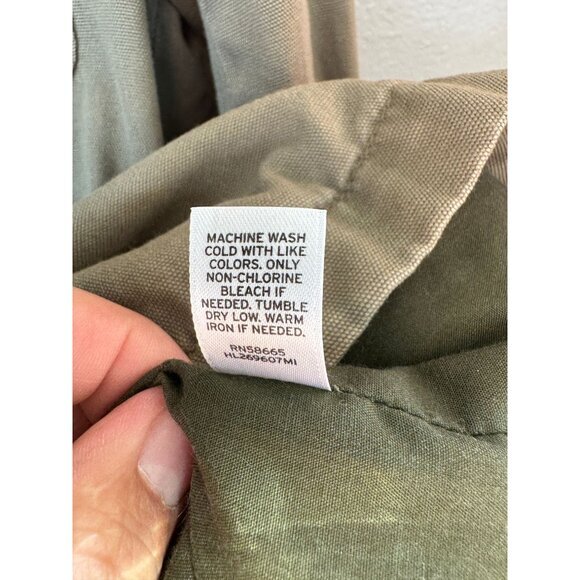 MACHINE WASH
COLD WITH LIKE
COLORS. ONLY
NON-CHLORINE
BLEACH IF
NEEDED. TUMBLE
DRY LOW. WARM
IRON IF NEEDED.
RN58665
HL269607MI